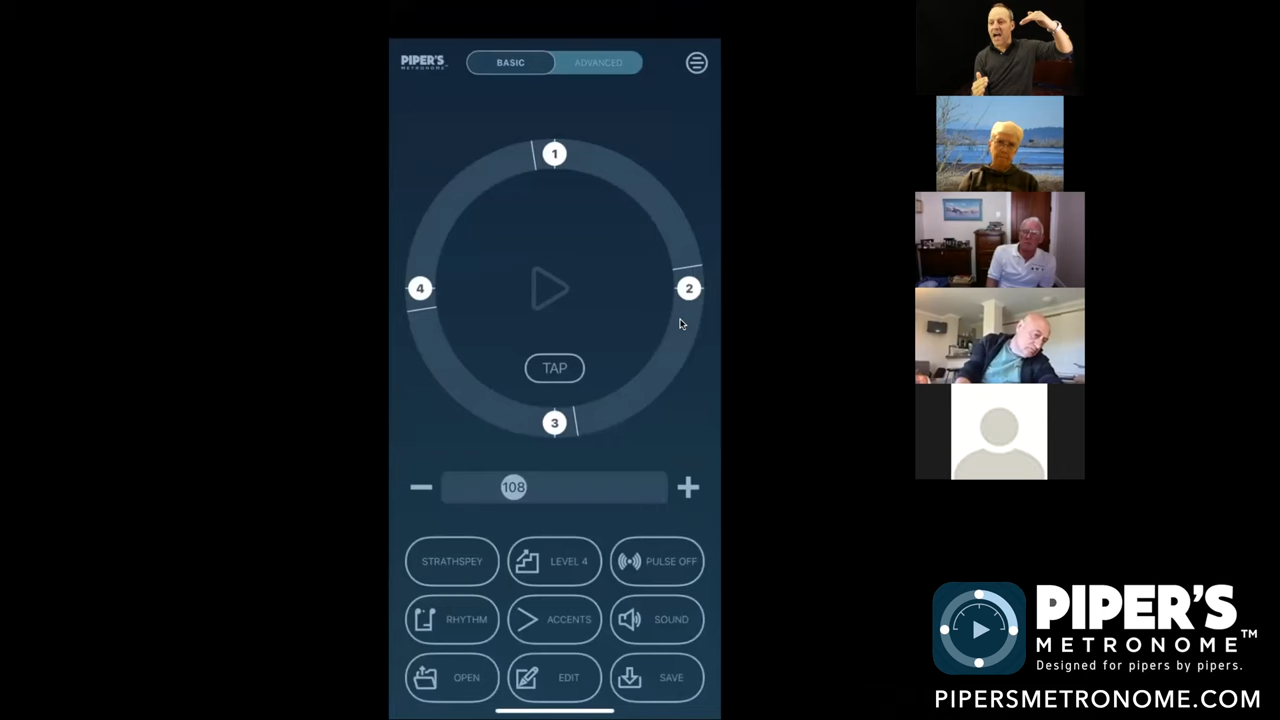 PIPER'S
METRONOME
BASIC
ADVANCED
1
4
2
TAP
3
108
STRATHSPEY
LEVEL 4
PULSE OFF
RHYTHM
ACCENTS
SOUND
OPEN
EDIT
SAVE
PIPER'S
METRONOME™
Designed for pipers by pipers.
PIPERSMETRONOME.COM